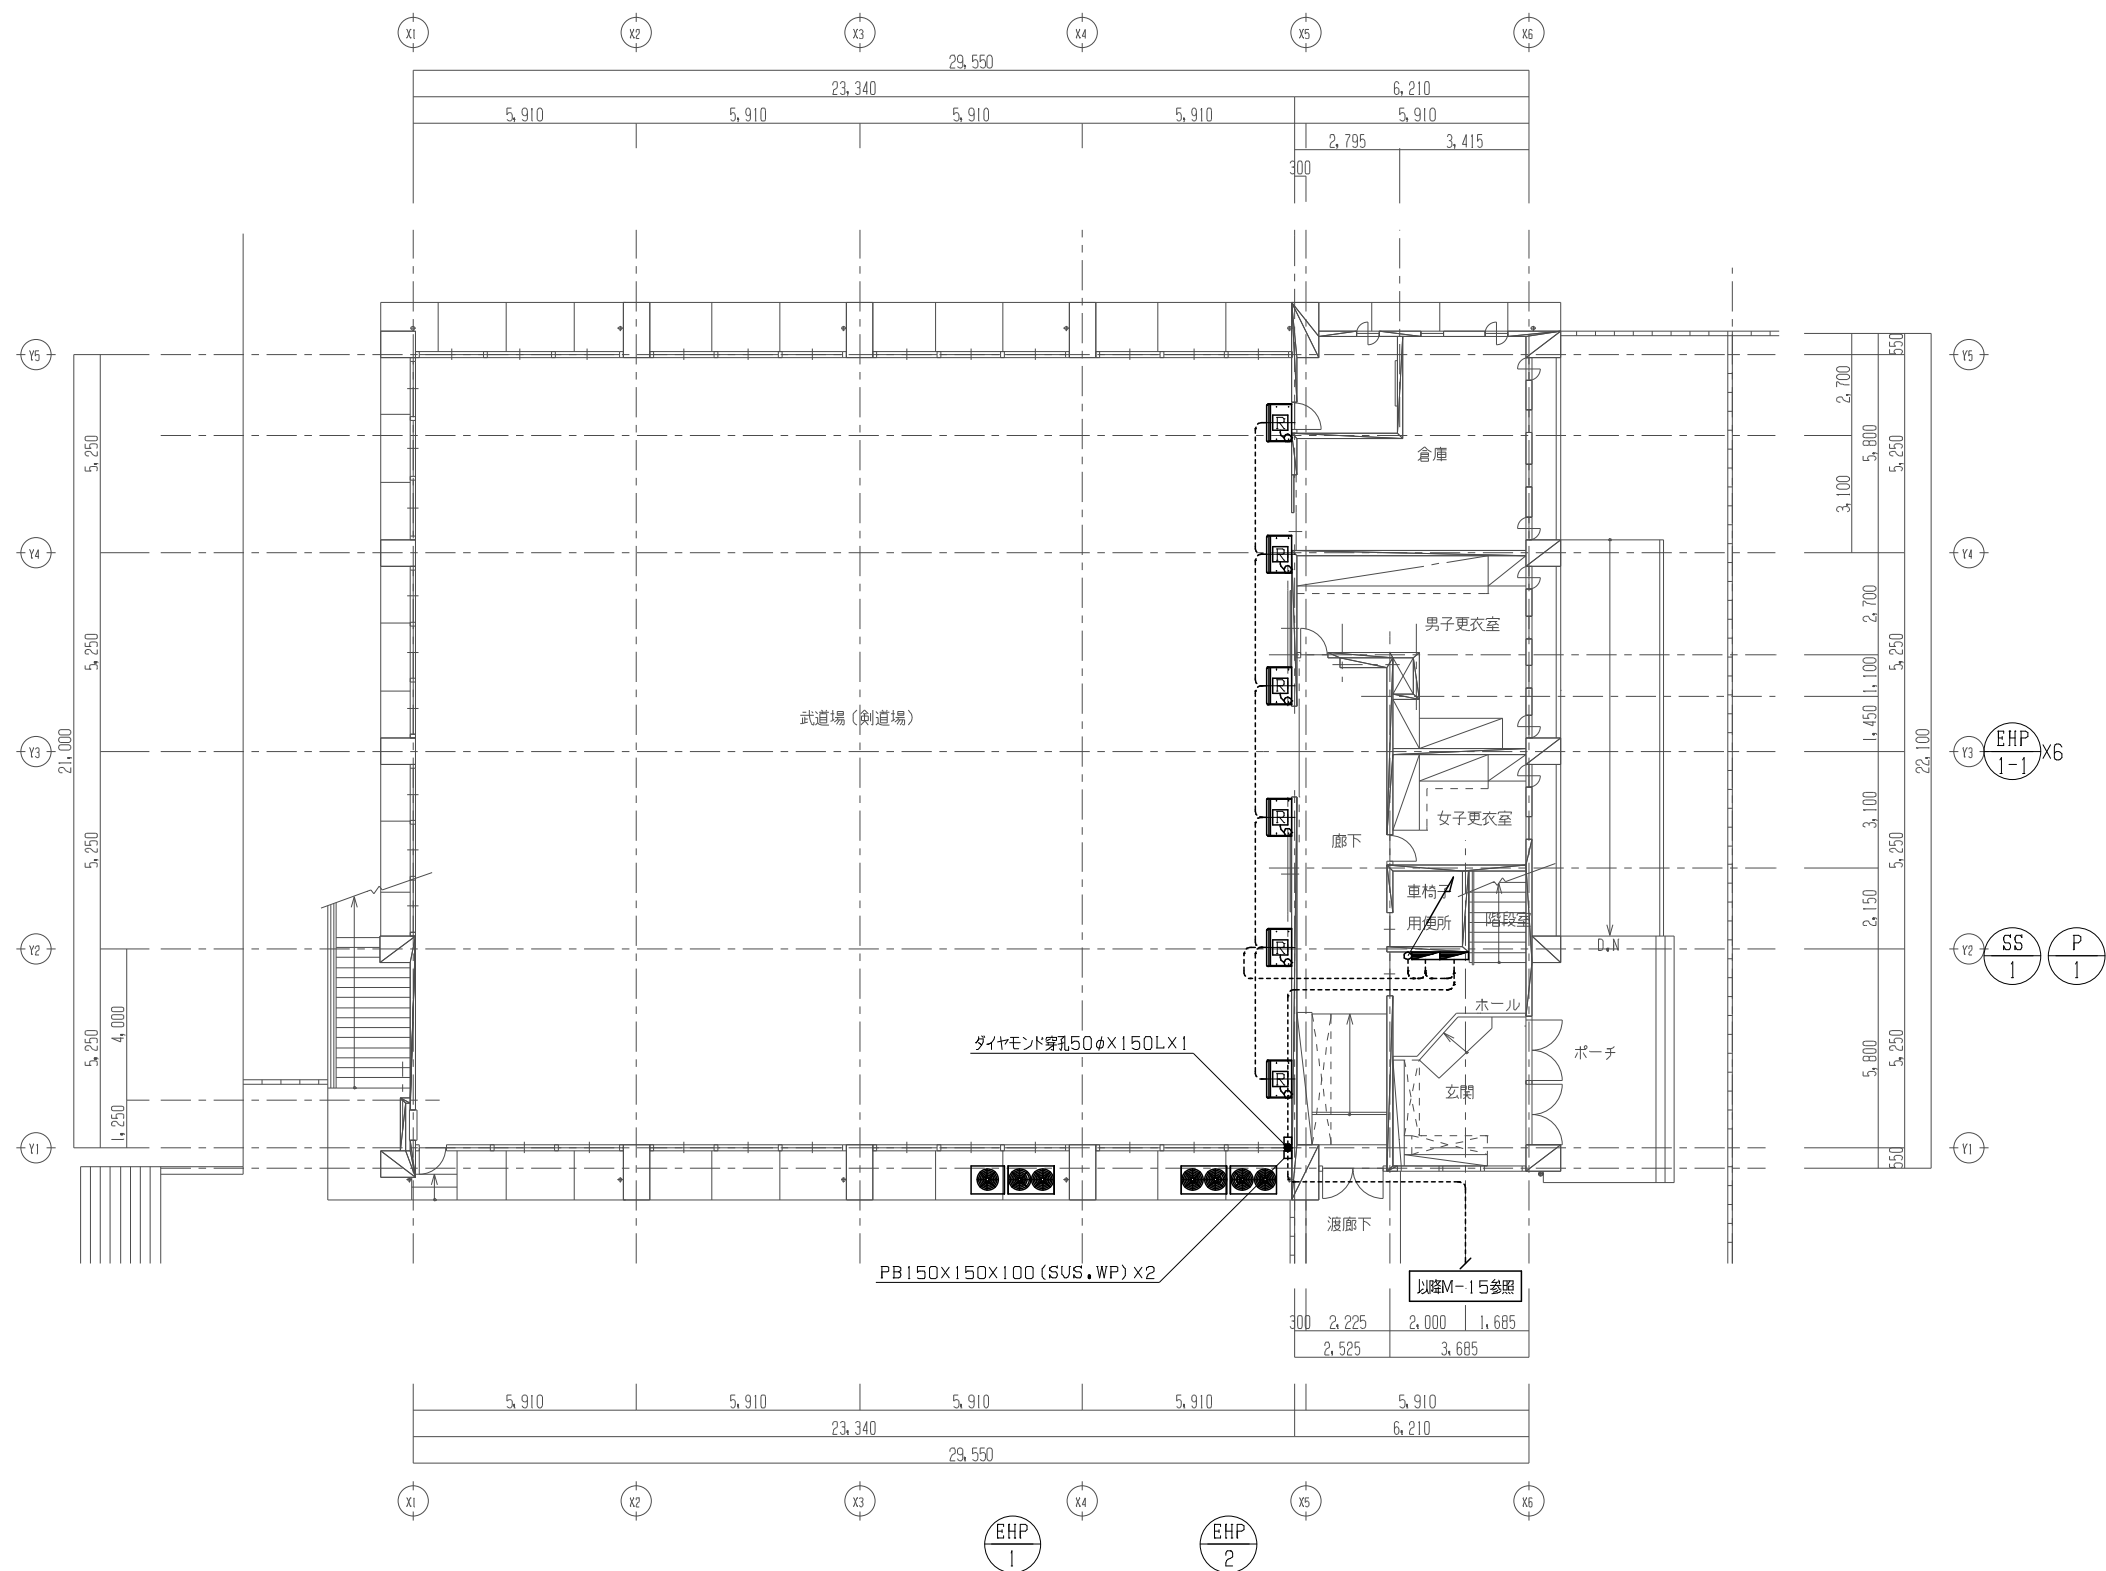 X1 X2 X3 X4 X5 X6
29,550
23,340 6,210
5,910 5,910 5,910 5,910 5,910
2,795 3,415
300
Y5 Y5
550
2,700
5,250 5,800 5,250
倉庫
3,100
Y4 Y4
男子更衣室
2,700
5,250 5,250
1,100
武道場(剣道場)
1,450
21,000 22,100
Y3 Y3
EHP
1-1
X6
女子更衣室
3,100
廊下
5,250 5,250
車椅子
用便所
階段室
2,150
D.N
Y2 Y2
SS
1
P
1
ホール
4,000
ダイヤモンド穿孔50φX150LX1
ポーチ
5,250 5,800 5,250
玄関
1,250
Y1 Y1
550
渡廊下
PB150X150X100(SUS.WP)X2
以降M-15参照
300 2,225 2,000 1,685
2,525 3,685
5,910 5,910 5,910 5,910 5,910
23,340 6,210
29,550
X1 X2 X3 X4 X5 X6
EHP
1
EHP
2
R
R
R
R
R
R